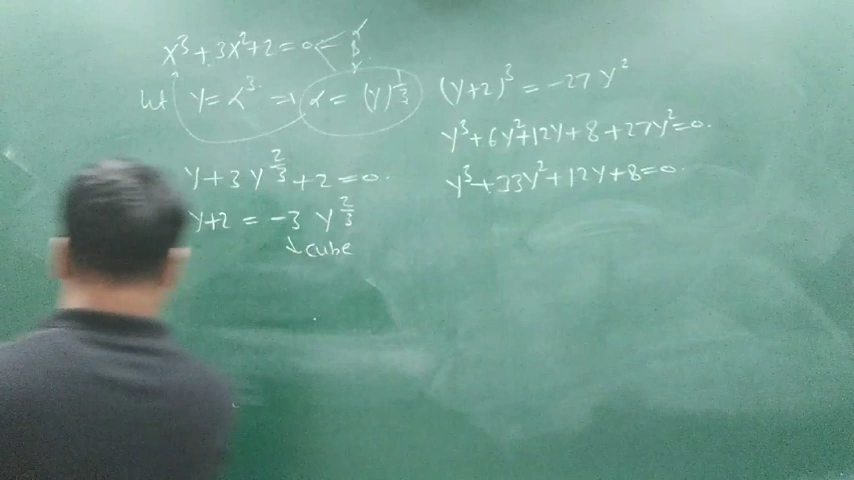 x³ + 3x² + 2 = 0 < α
β
γ
let y = α³ ⇒ α = (y)^{1/3}
y + 3 y^{2/3} + 2 = 0.
y + 2 = -3 y^{2/3}
↓ cube
(y+2)³ = -27 y²
y³ + 6y² + 12y + 8 + 27y² = 0.
y³ + 33y² + 12y + 8 = 0.